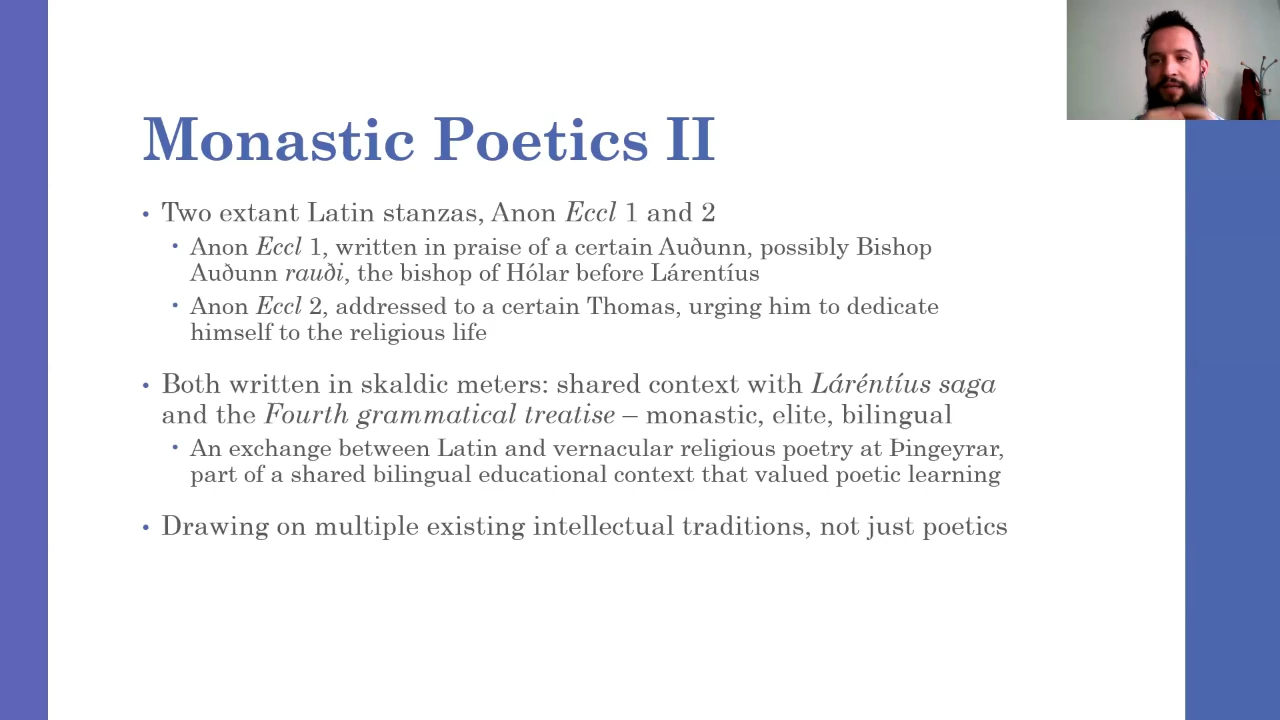 Monastic Poetics II
• Two extant Latin stanzas, Anon Eccl 1 and 2
• Anon Eccl 1, written in praise of a certain Auðunn, possibly Bishop
Auðunn rauði, the bishop of Hólar before Lárentíus
• Anon Eccl 2, addressed to a certain Thomas, urging him to dedicate
himself to the religious life
• Both written in skaldic meters: shared context with Láréntíus saga
and the Fourth grammatical treatise – monastic, elite, bilingual
• An exchange between Latin and vernacular religious poetry at Þingeyrar,
part of a shared bilingual educational context that valued poetic learning
• Drawing on multiple existing intellectual traditions, not just poetics